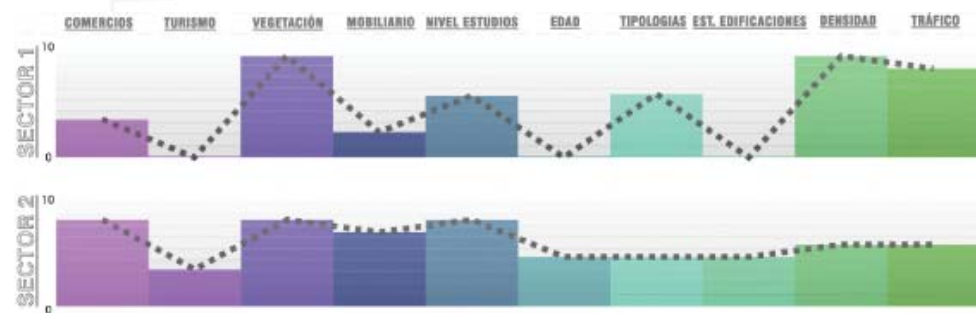 COMERCIOS TURISMO VEGETACIÓN MOBILIARIO NIVEL ESTUDIOS EDAD TIPOLOGIAS EST. EDIFICACIONES DENSIDAD TRÁFICO
SECTOR 1
10
0
SECTOR 2
10
0